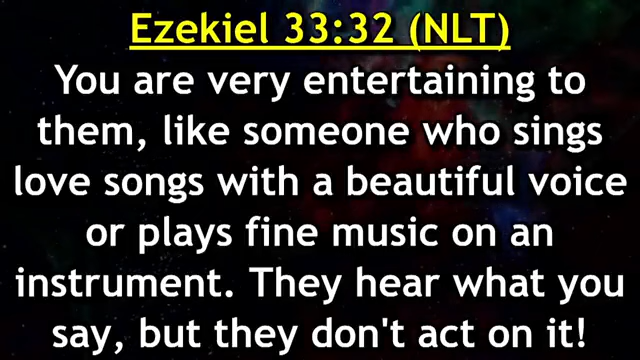 Ezekiel 33:32 (NLT)
You are very entertaining to
them, like someone who sings
love songs with a beautiful voice
or plays fine music on an
instrument. They hear what you
say, but they don't act on it!